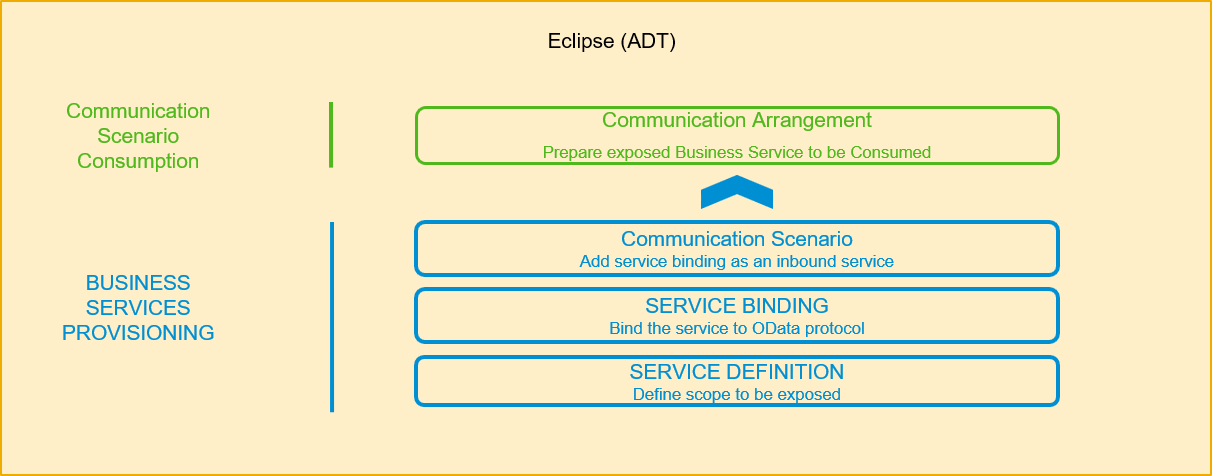 Eclipse (ADT)
Communication
Scenario
Consumption
Communication Arrangement
Prepare exposed Business Service to be Consumed
BUSINESS
SERVICES
PROVISIONING
Communication Scenario
Add service binding as an inbound service
SERVICE BINDING
Bind the service to OData protocol
SERVICE DEFINITION
Define scope to be exposed